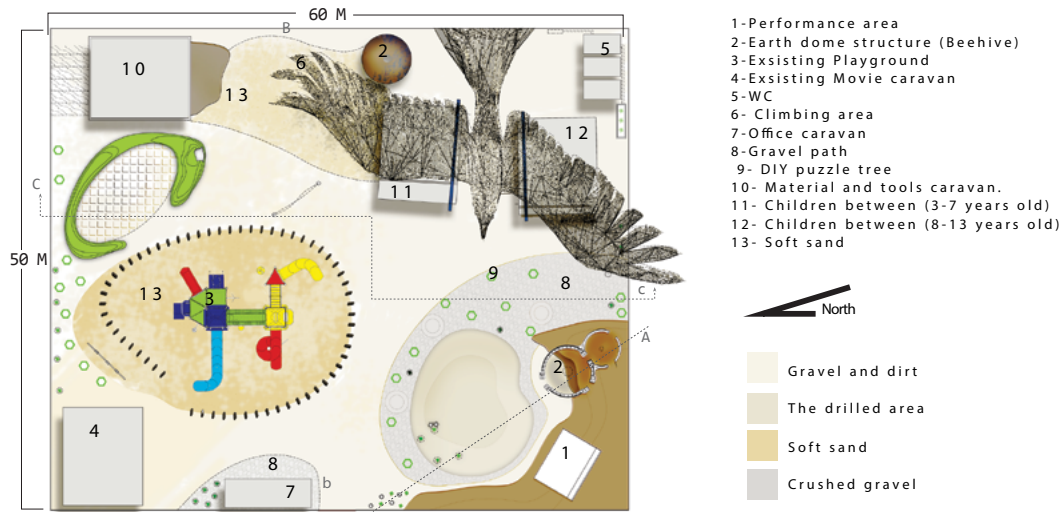 60 M
50 M
B
2
5
6
10
13
12
11
C
9
8
13
3
c
A
2
4
1
8
7
b
1-Performance area
2-Earth dome structure (Beehive)
3-Exsisting Playground
4-Exsisting Movie caravan
5-WC
6- Climbing area
7-Office caravan
8-Gravel path
9- DIY puzzle tree
10- Material and tools caravan.
11- Children between (3-7 years old)
12- Children between (8-13 years old)
13- Soft sand
North
Gravel and dirt
The drilled area
Soft sand
Crushed gravel